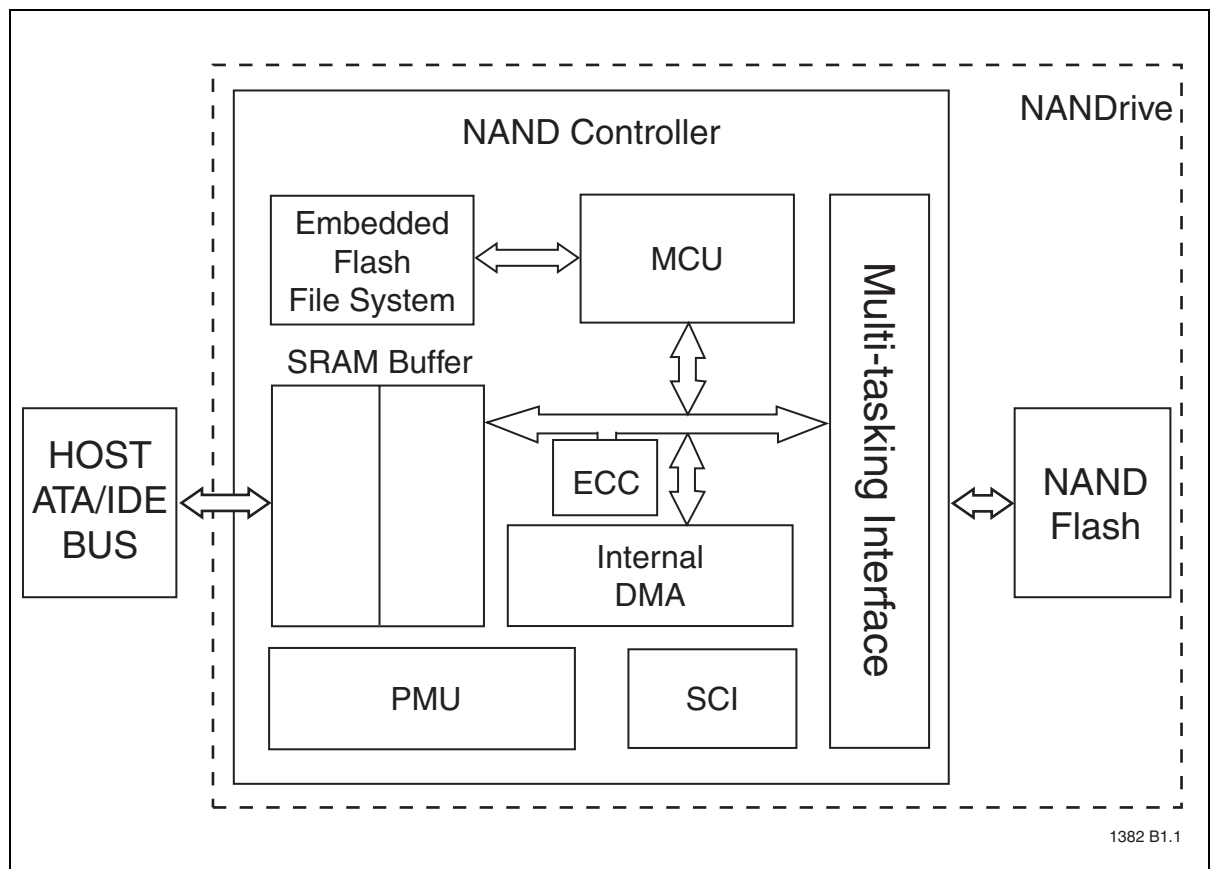 NANDrive
NAND Controller
Embedded
Flash
File System
MCU
Multi-tasking Interface
SRAM Buffer
HOST
ATA/IDE
BUS
ECC
NAND
Flash
Internal
DMA
PMU
SCI
1382 B1.1